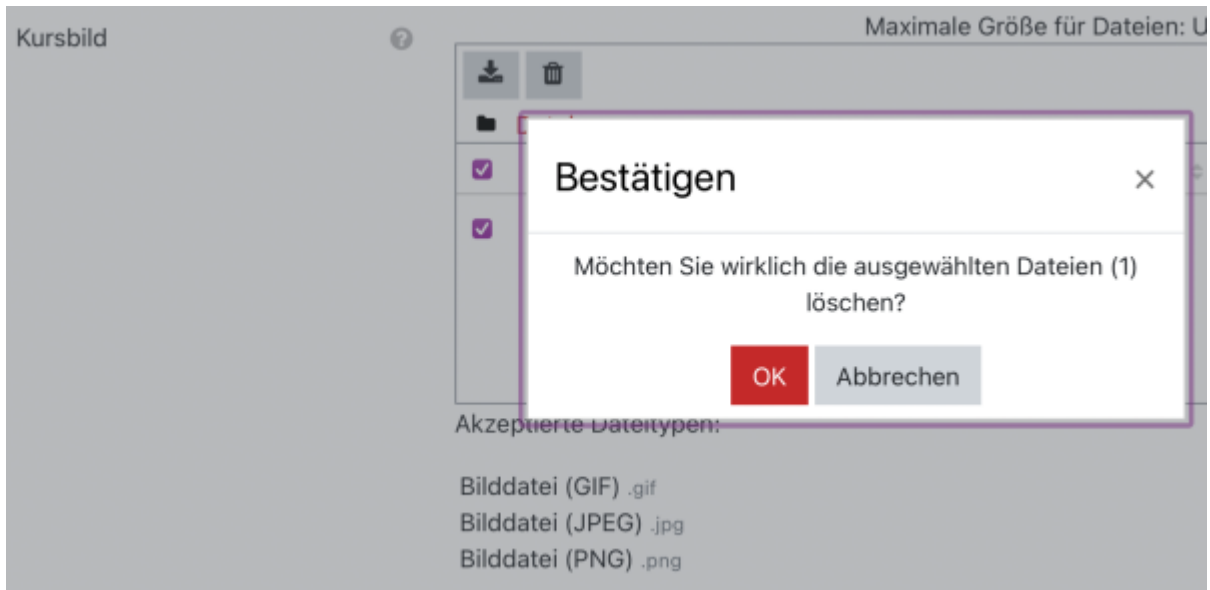 Maximale Größe für Dateien: U
Kursbild
Bestätigen
Möchten Sie wirklich die ausgewählten Dateien (1)
löschen?
OK Abbrechen
Akzeptierte Dateitypen:
Bilddatei (GIF) .gif
Bilddatei (JPEG) .jpg
Bilddatei (PNG) .png